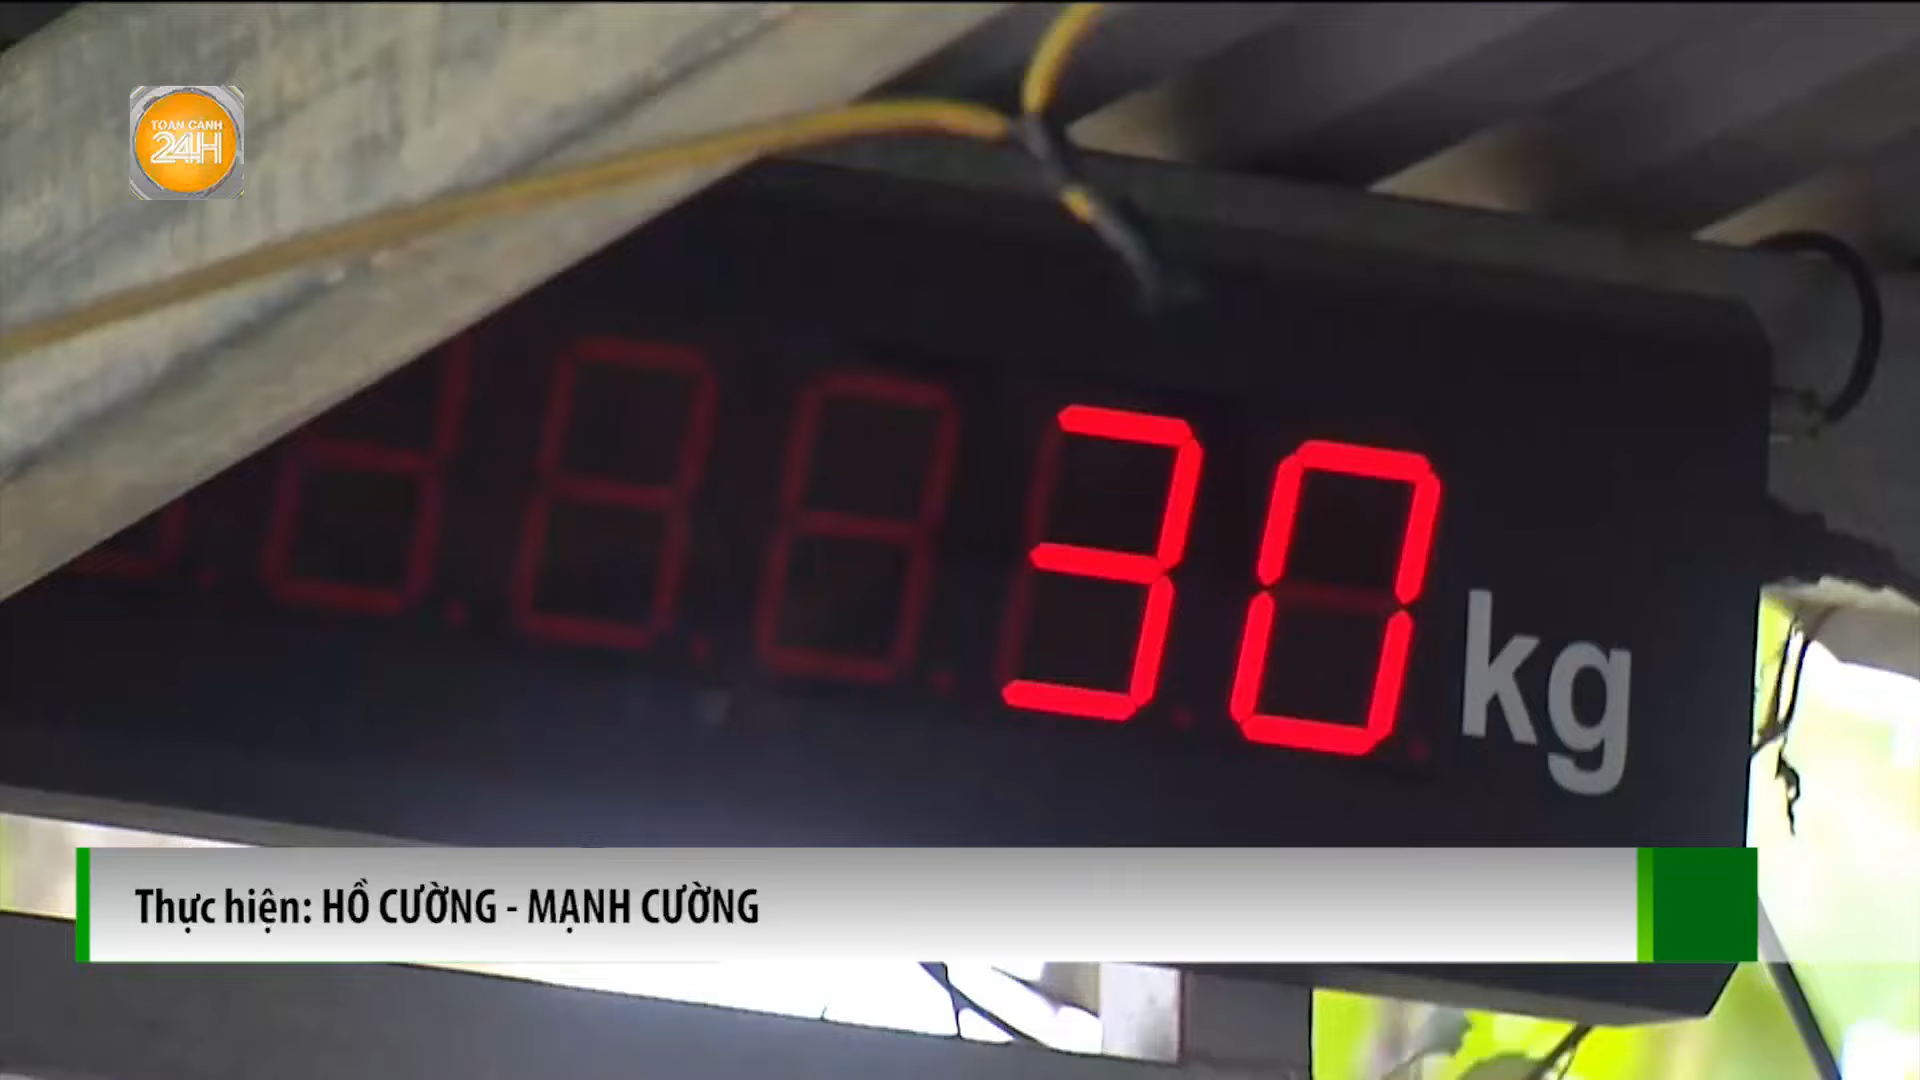 TOÀN CẢNH
24H
30 kg
Thực hiện: HỒ CƯỜNG - MẠNH CƯỜNG